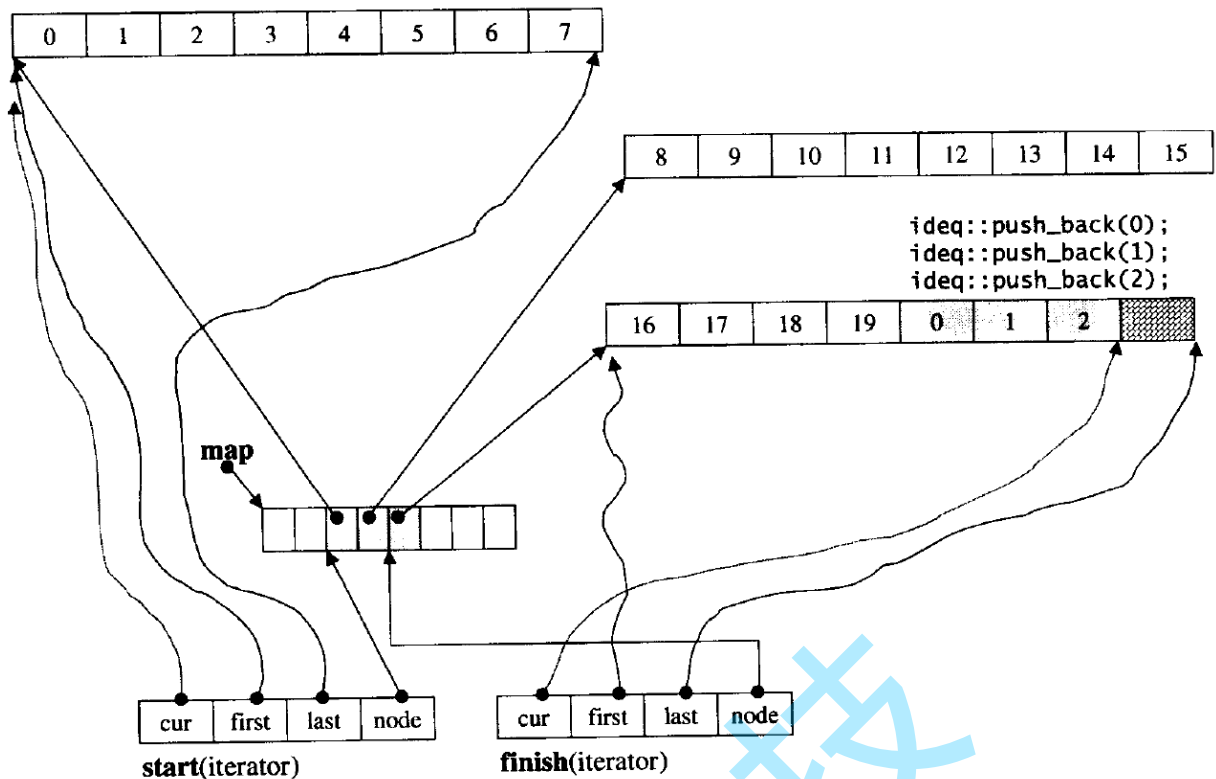 0 1 2 3 4 5 6 7
8 9 10 11 12 13 14 15
ideq::push_back(0);
ideq::push_back(1);
ideq::push_back(2);
16 17 18 19 0 1 2
map
cur first last node
start(iterator)
cur first last node
finish(iterator)
技